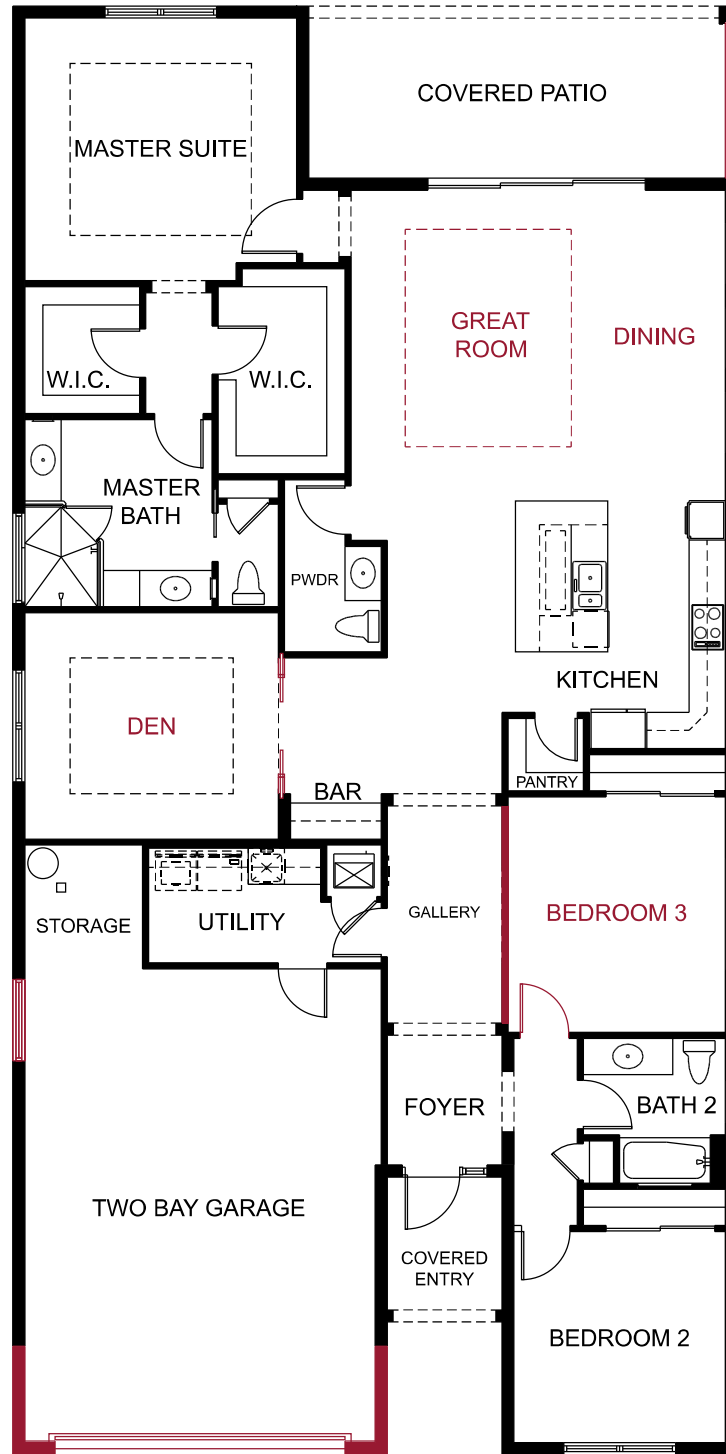 COVERED PATIO
MASTER SUITE
GREAT
ROOM
DINING
W.I.C.
W.I.C.
MASTER
BATH
PWDR
KITCHEN
DEN
PANTRY
BAR
STORAGE
UTILITY
GALLERY
BEDROOM 3
FOYER
BATH 2
TWO BAY GARAGE
COVERED
ENTRY
BEDROOM 2